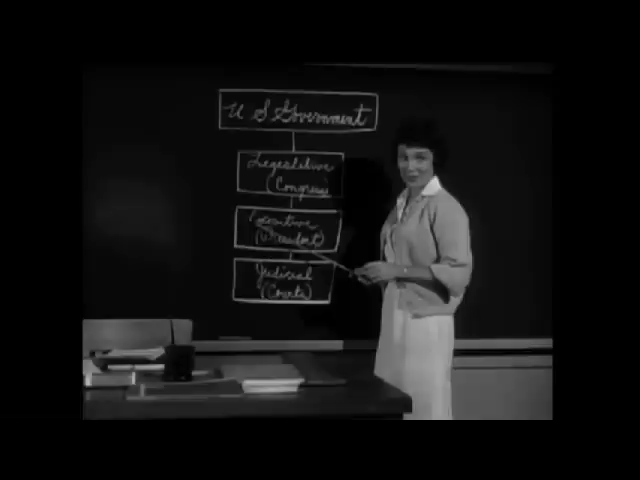 U S Government
Legislative
(Congress)
Executive
(President)
Judicial
(Courts)